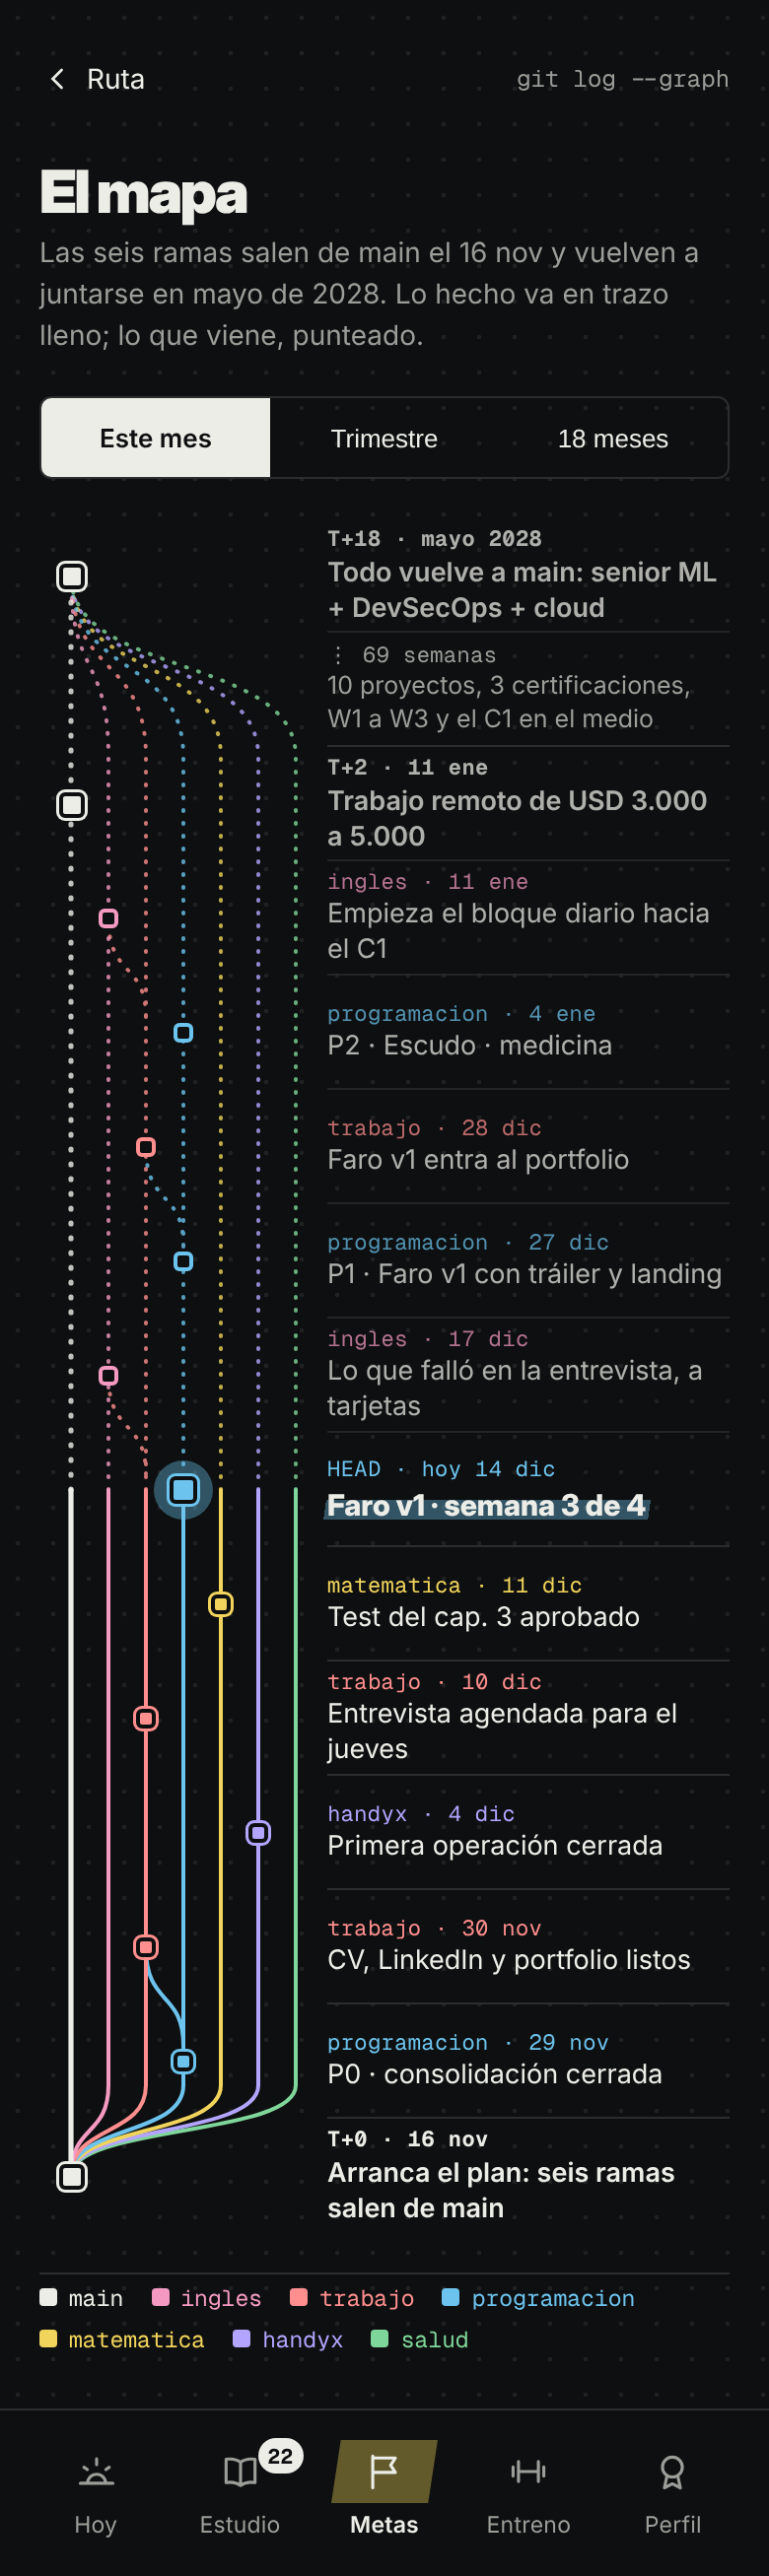 Ruta
git log --graph
El mapa
Las seis ramas salen de main el 16 nov y vuelven a
juntarse en mayo de 2028. Lo hecho va en trazo
lleno; lo que viene, punteado.
Este mes
Trimestre
18 meses
T+18 · mayo 2028
Todo vuelve a main: senior ML
+ DevSecOps + cloud
⋮ 69 semanas
10 proyectos, 3 certificaciones,
W1 a W3 y el C1 en el medio
T+2 · 11 ene
Trabajo remoto de USD 3.000
a 5.000
ingles · 11 ene
Empieza el bloque diario hacia
el C1
programacion · 4 ene
P2 · Escudo · medicina
trabajo · 28 dic
Faro v1 entra al portfolio
programacion · 27 dic
P1 · Faro v1 con tráiler y landing
ingles · 17 dic
Lo que falló en la entrevista, a
tarjetas
HEAD · hoy 14 dic
Faro v1 · semana 3 de 4
matematica · 11 dic
Test del cap. 3 aprobado
trabajo · 10 dic
Entrevista agendada para el
jueves
handyx · 4 dic
Primera operación cerrada
trabajo · 30 nov
CV, LinkedIn y portfolio listos
programacion · 29 nov
P0 · consolidación cerrada
T+0 · 16 nov
Arranca el plan: seis ramas
salen de main
main
ingles
trabajo
programacion
matematica
handyx
salud
22
Hoy
Estudio
Metas
Entreno
Perfil